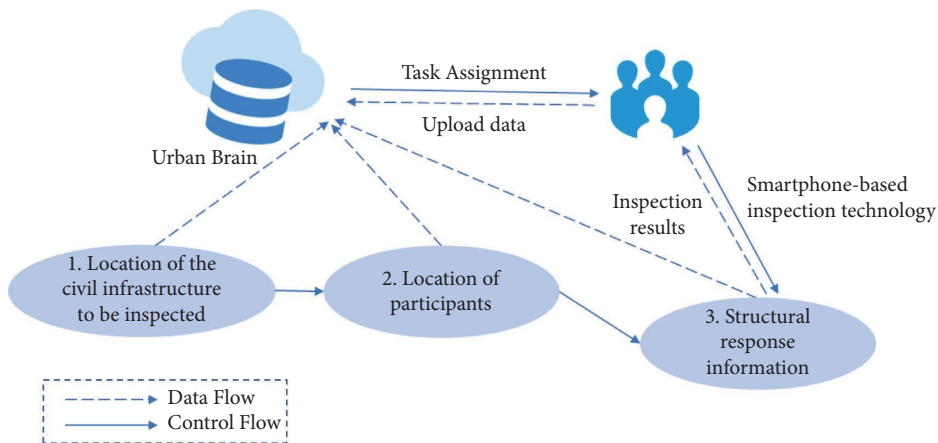 Task Assignment
Upload data
Urban Brain
Inspection
results
Smartphone-based
inspection technology
1. Location of the
civil infrastructure
to be inspected
2. Location of
participants
3. Structural
response
information
Data Flow
Control Flow